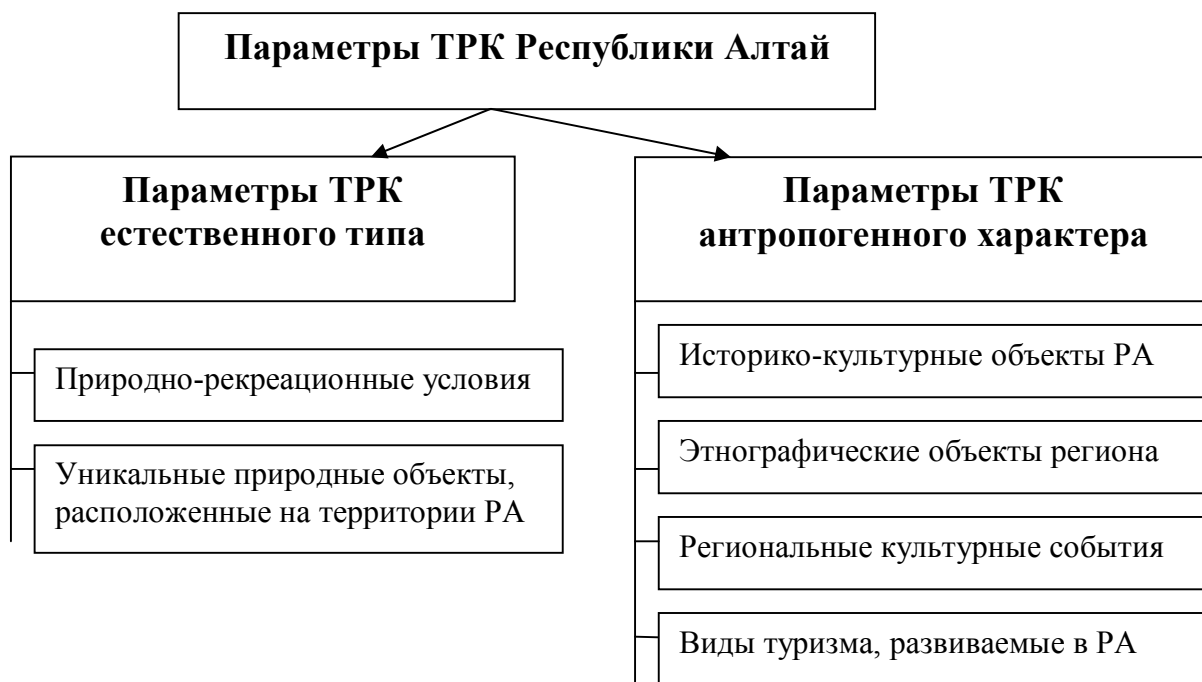 Параметры ТРК Республики Алтай
Параметры ТРК
естественного типа
Природно-рекреационные условия
Уникальные природные объекты,
расположенные на территории РА
Параметры ТРК
антропогенного характера
Историко-культурные объекты РА
Этнографические объекты региона
Региональные культурные события
Виды туризма, развиваемые в РА